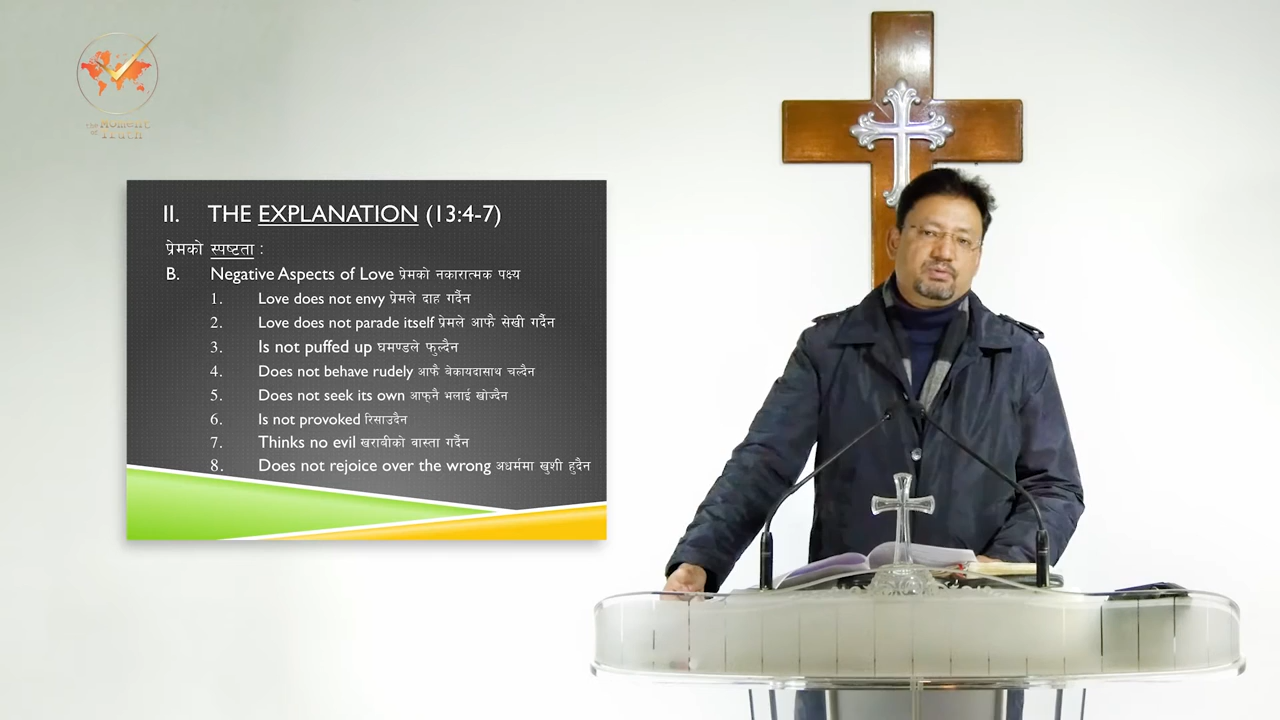 the Moment
of Truth
II. THE EXPLANATION (13:4-7)
प्रेमको स्पष्टता :
B. Negative Aspects of Love प्रेमको नकारात्मक पक्ष्य
1. Love does not envy प्रेमले दाह गर्दैन
2. Love does not parade itself प्रेमले आफै सेखी गर्दैन
3. Is not puffed up घमण्डले फुल्दैन
4. Does not behave rudely आफै बेकायदासाथ चल्दैन
5. Does not seek its own आफ्नै भलाई खोज्दैन
6. Is not provoked रिसाउदैन
7. Thinks no evil खराबीको वास्ता गर्दैन
8. Does not rejoice over the wrong अधर्ममा खुशी हुदैन